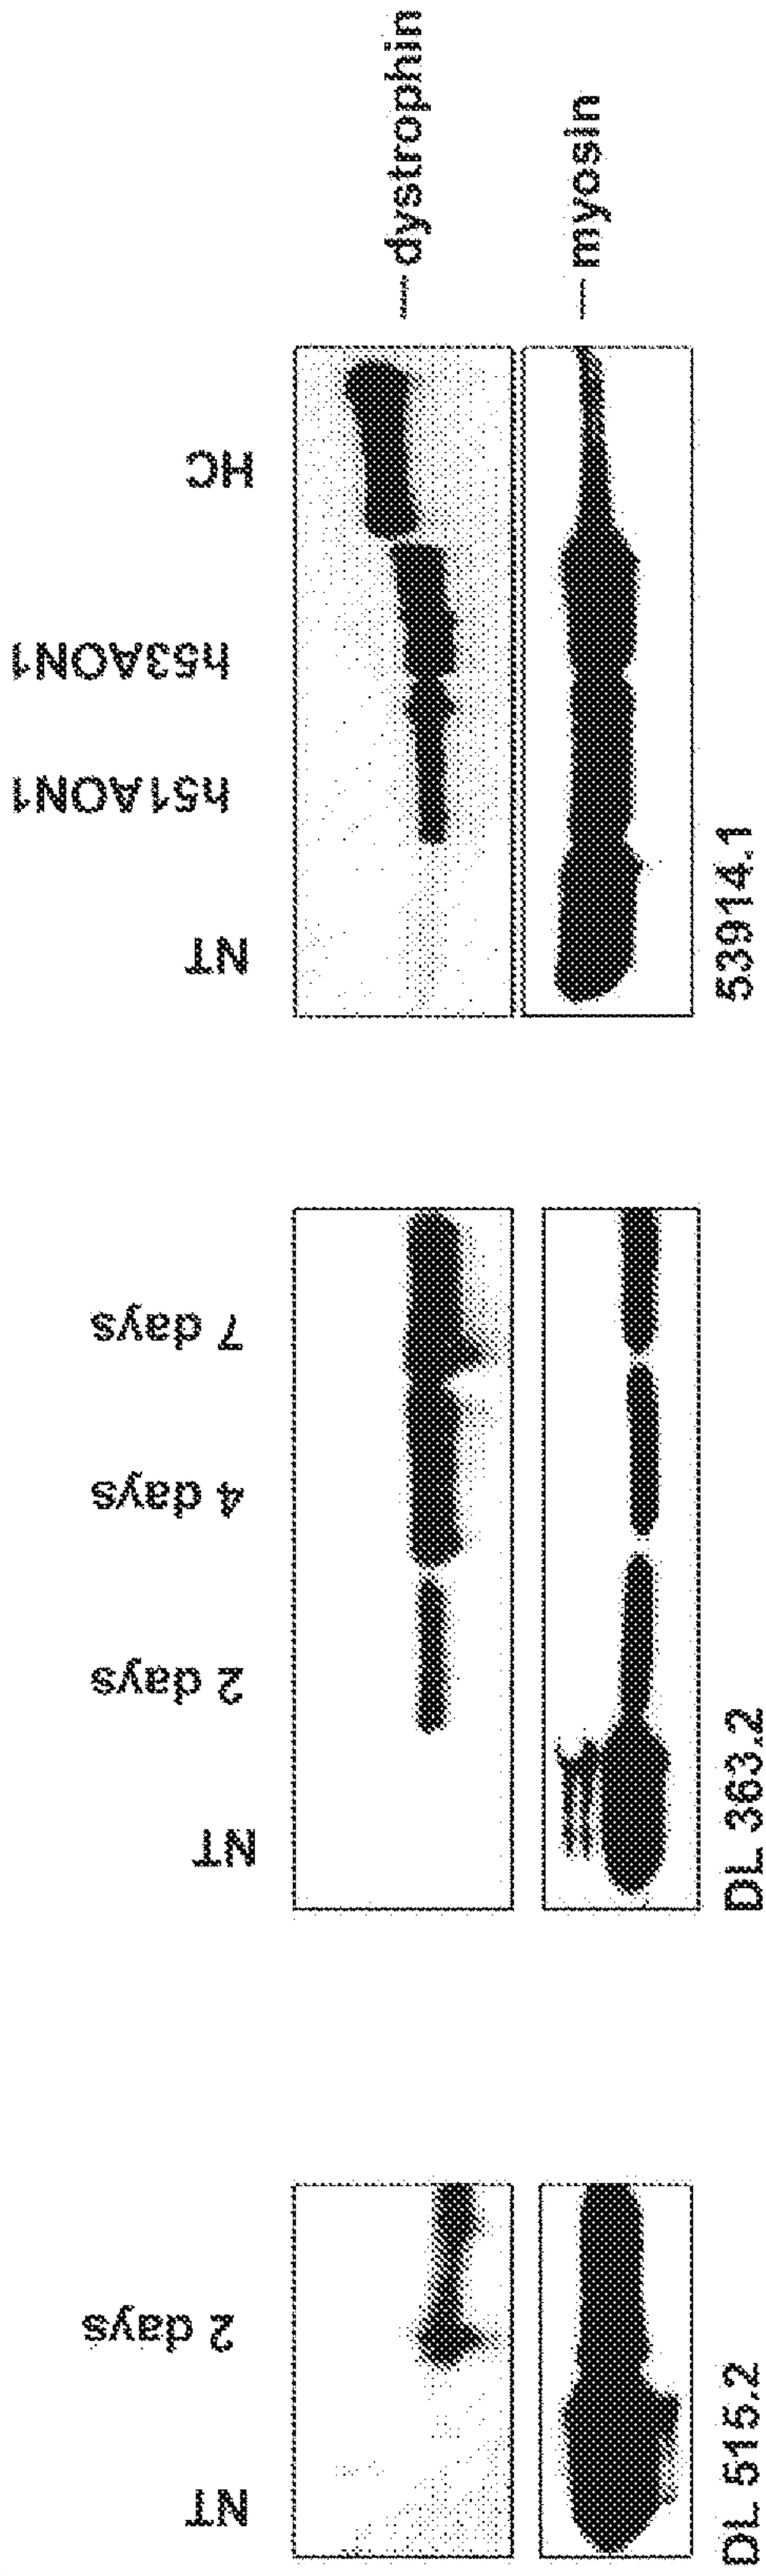 NT
2 days
DL 515.2
NT
2 days
4 days
7 days
DL 363.2
NT
h51AON1
h53AON1
HC
dystrophin
myosin
53914.1